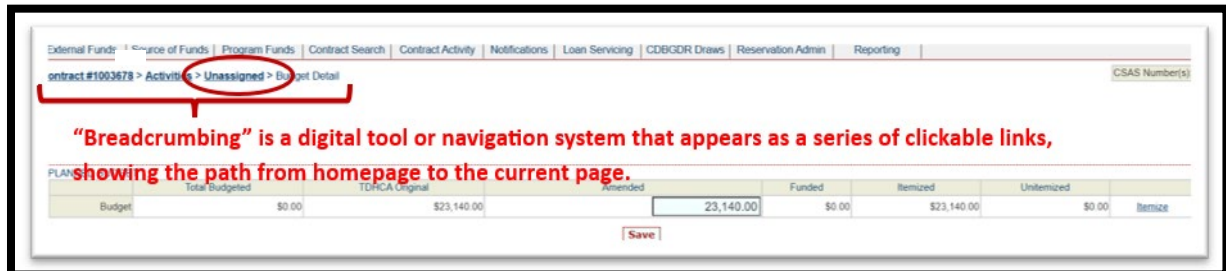 External Funds | Source of Funds | Program Funds | Contract Search | Contract Activity | Notifications | Loan Servicing | CDBGDR Draws | Reservation Admin | Reporting |
ontract #1003678 > Activities > Unassigned > Budget Detail
CSAS Number(s):
“Breadcrumbing” is a digital tool or navigation system that appears as a series of clickable links,
showing the path from homepage to the current page.
Total Budgeted TDHCA Original Amended Funded Itemized Unitemized
Budget $0.00 $23,140.00 23,140.00 $0.00 $23,140.00 $0.00 Itemize
Save